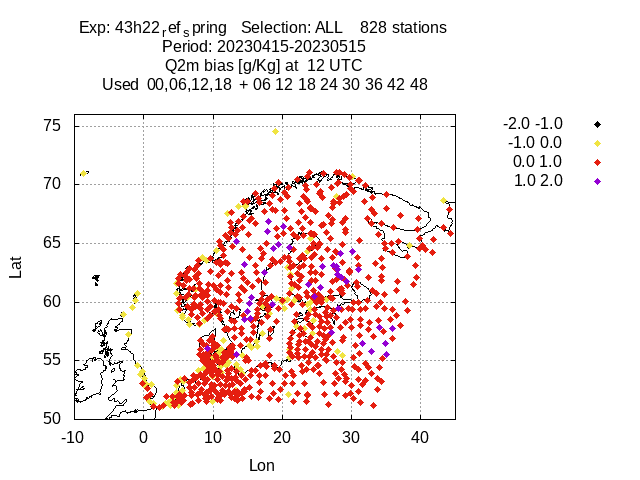 Exp: 43h22refspring   Selection: ALL    828 stations
Period: 20230415-20230515
Q2m bias [g/Kg] at  12 UTC
Used  00,06,12,18  + 06 12 18 24 30 36 42 48
-2.0 -1.0
-1.0  0.0
0.0  1.0
1.0  2.0
75
70
65
60
55
50
Lat
-10 0 10 20 30 40
Lon